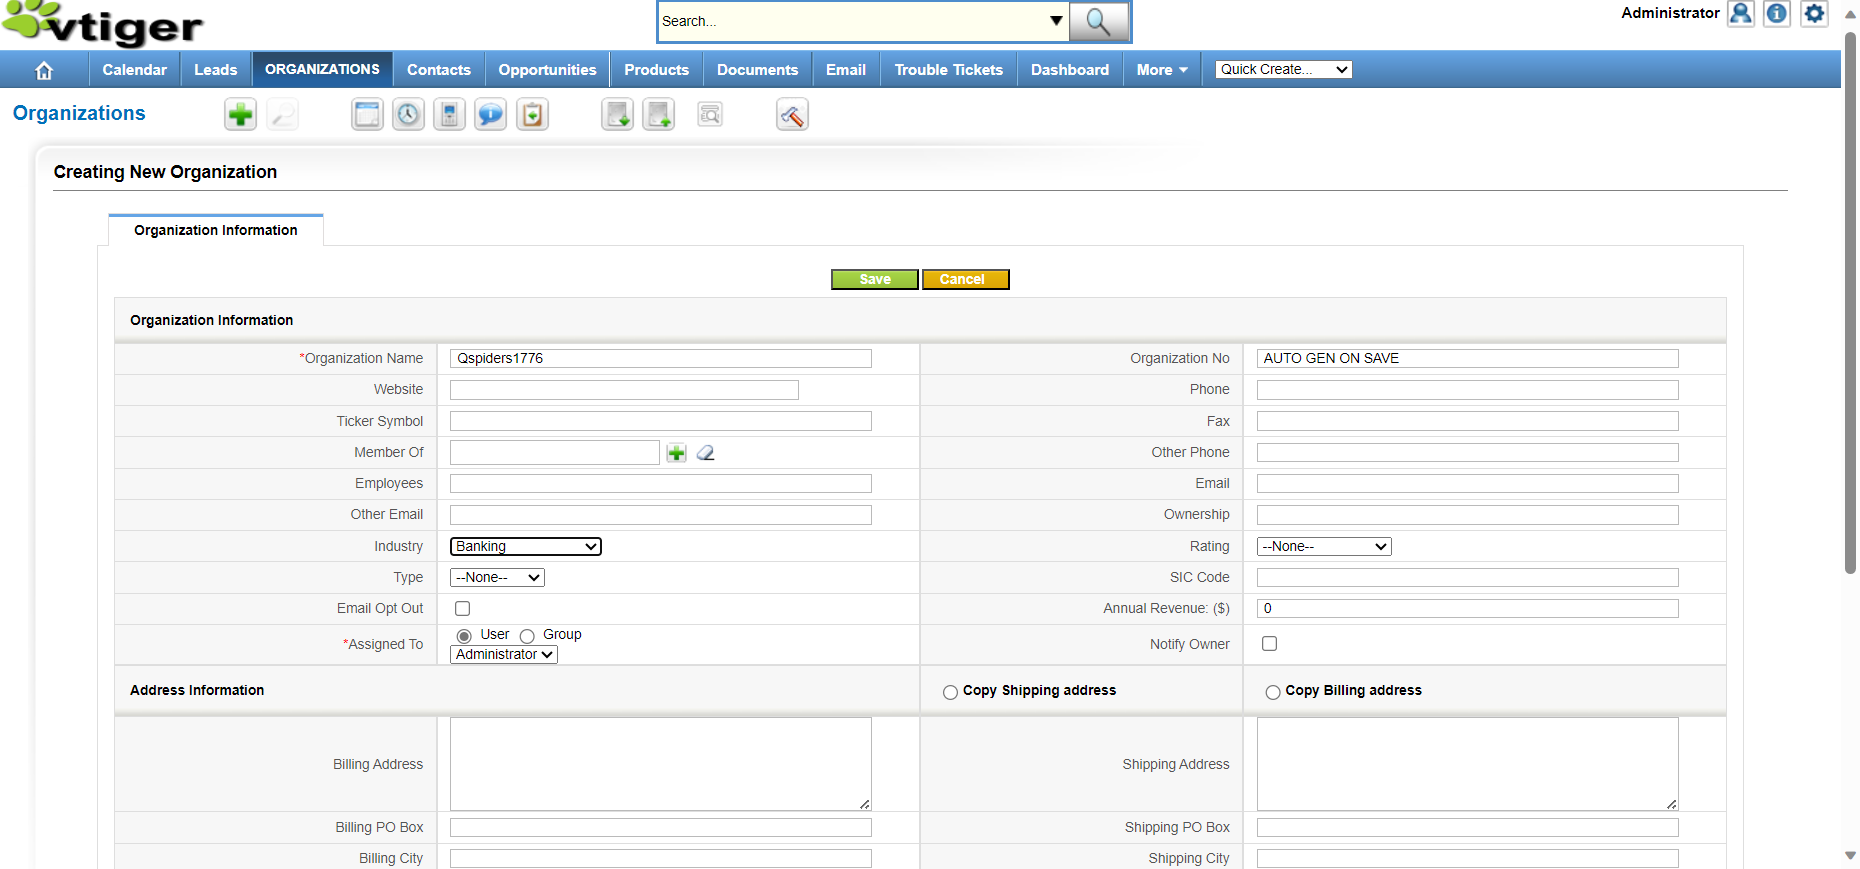 vtiger
Search...
Administrator
Calendar Leads ORGANIZATIONS Contacts Opportunities Products Documents Email Trouble Tickets Dashboard More Quick Create...
Organizations
Creating New Organization
Organization Information
Save Cancel
Organization Information
*Organization Name Qspiders1776 Organization No AUTO GEN ON SAVE
Website Phone
Ticker Symbol Fax
Member Of Other Phone
Employees Email
Other Email Ownership
Industry Banking Rating --None--
Type --None-- SIC Code
Email Opt Out Annual Revenue: ($) 0
*Assigned To User Group Notify Owner
Administrator
Address Information Copy Shipping address Copy Billing address
Billing Address Shipping Address
Billing PO Box Shipping PO Box
Billing City Shipping City